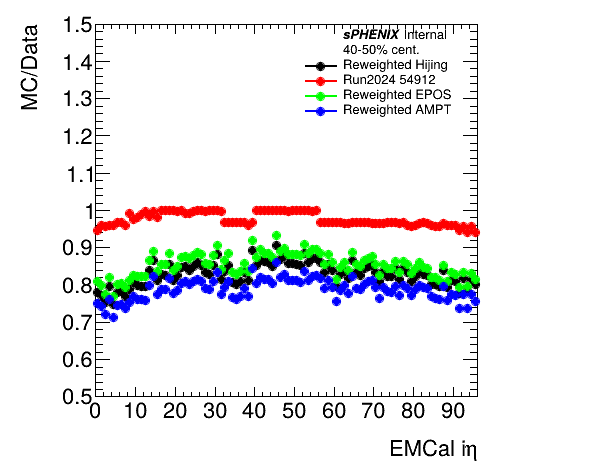 MC/Data
1.5
1.4
1.3
1.2
1.1
1
0.9
0.8
0.7
0.6
0.5
sPHENIX Internal
40-50% cent.
Reweighted Hijing
Run2024 54912
Reweighted EPOS
Reweighted AMPT
0 10 20 30 40 50 60 70 80 90
EMCal iη